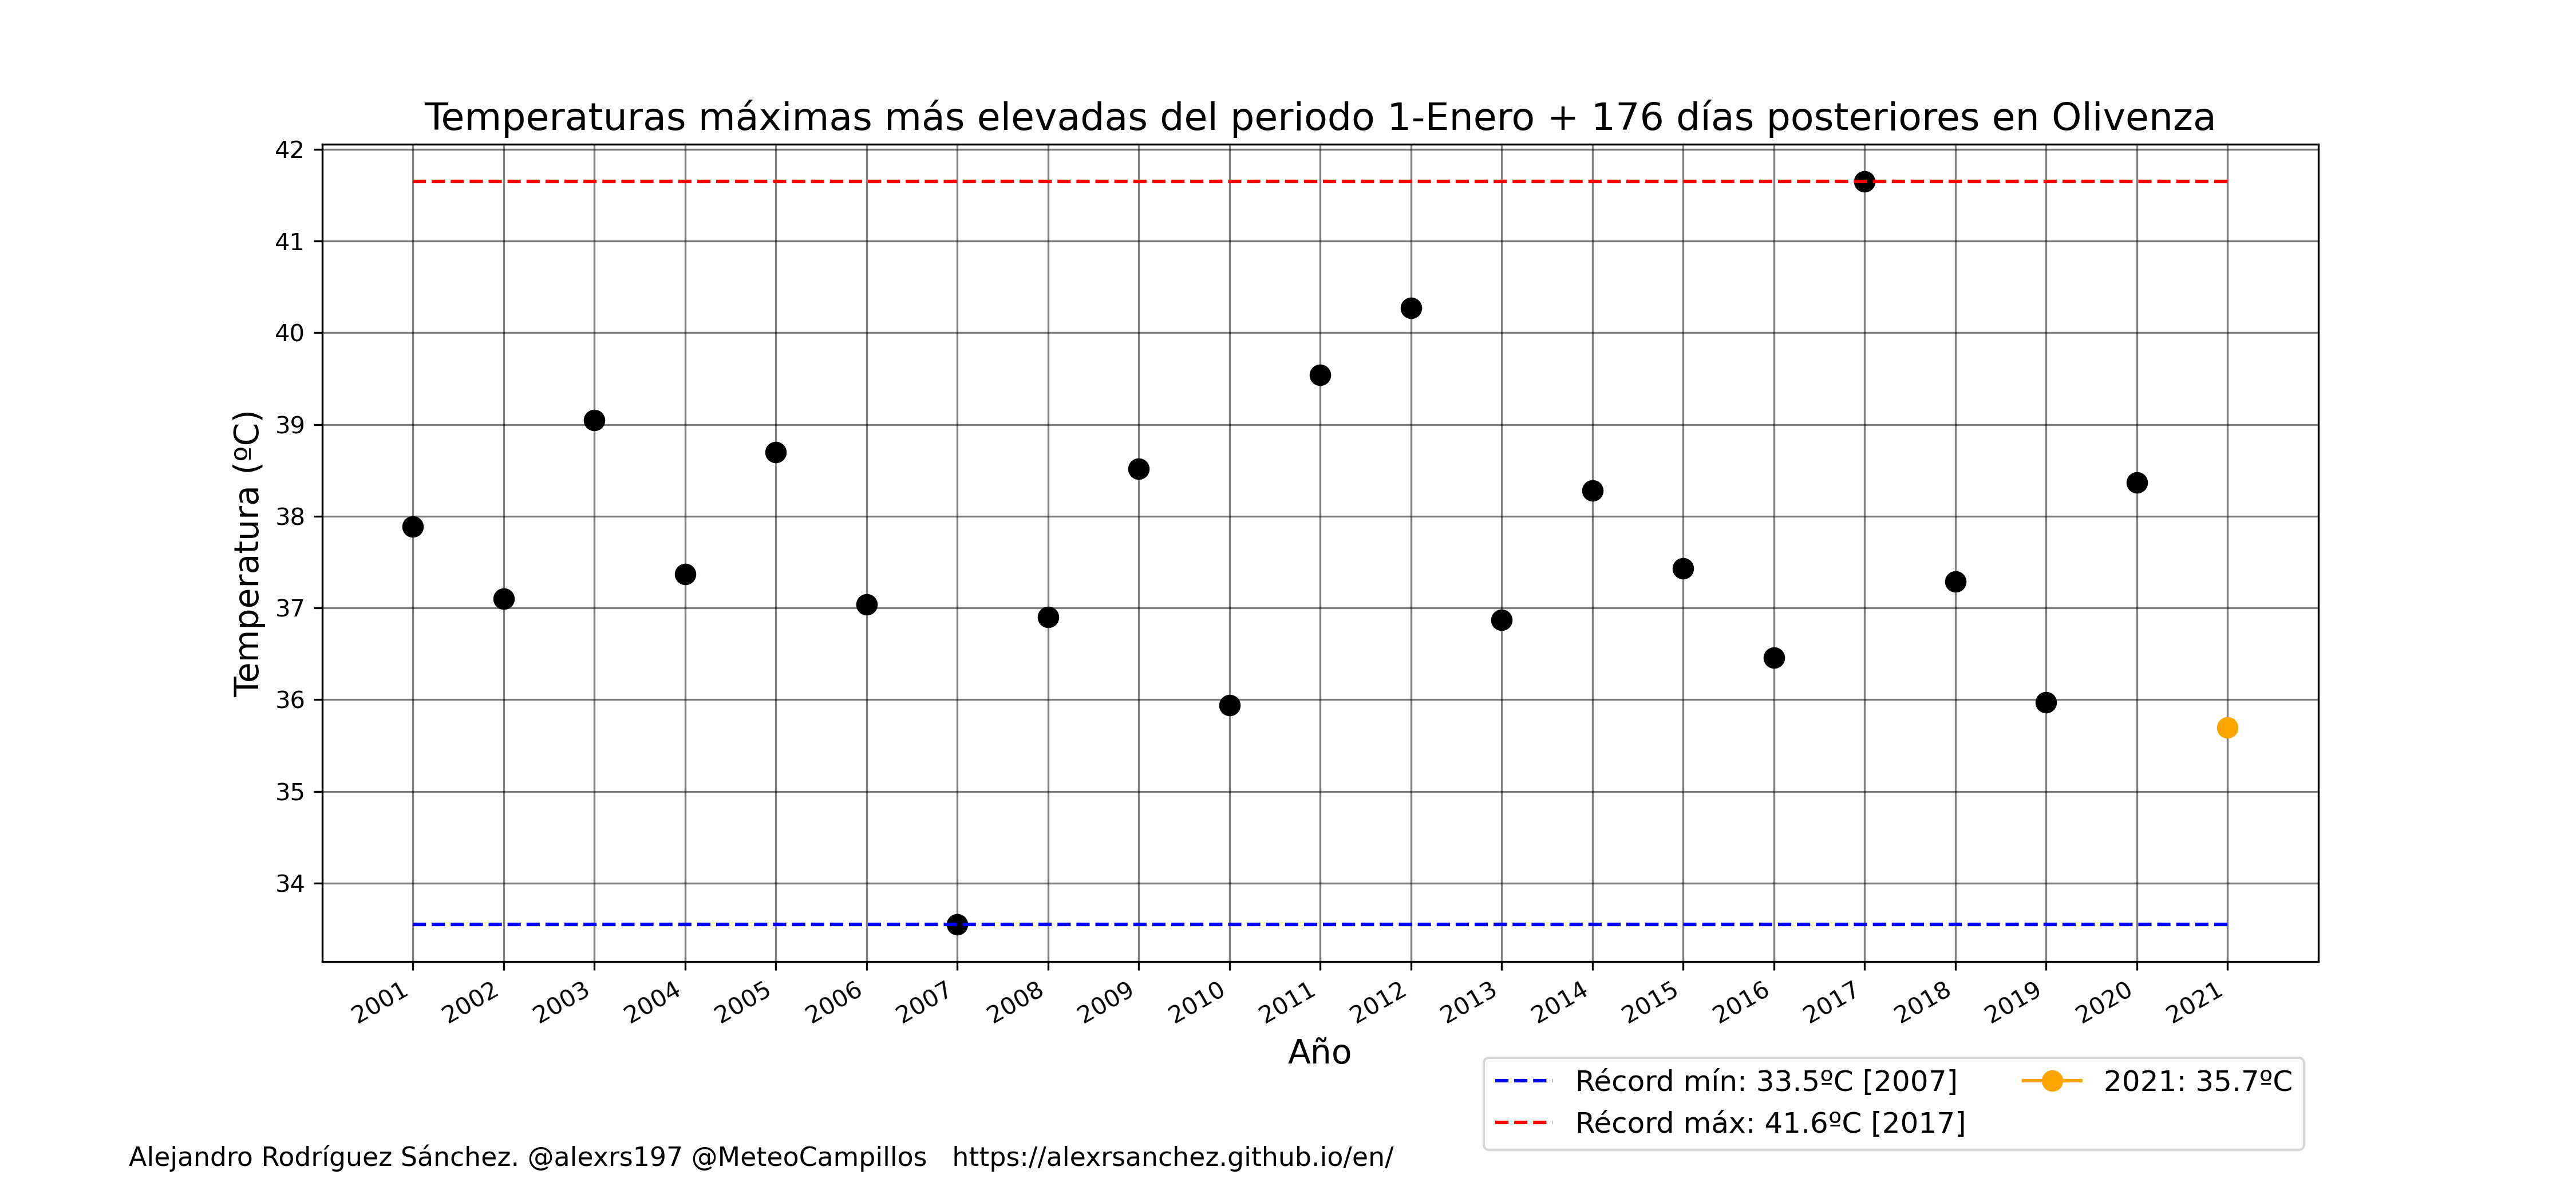 Temperaturas máximas más elevadas del periodo 1-Enero + 176 días posteriores en Olivenza
42
41
40
39
38
37
36
35
34
Temperatura (ºC)
2001 2002 2003 2004 2005 2006 2007 2008 2009 2010 2011 2012 2013 2014 2015 2016 2017 2018 2019 2020 2021
Año
Récord mín: 33.5ºC [2007]
Récord máx: 41.6ºC [2017]
2021: 35.7ºC
Alejandro Rodríguez Sánchez. @alexrs197 @MeteoCampillos https://alexrsanchez.github.io/en/